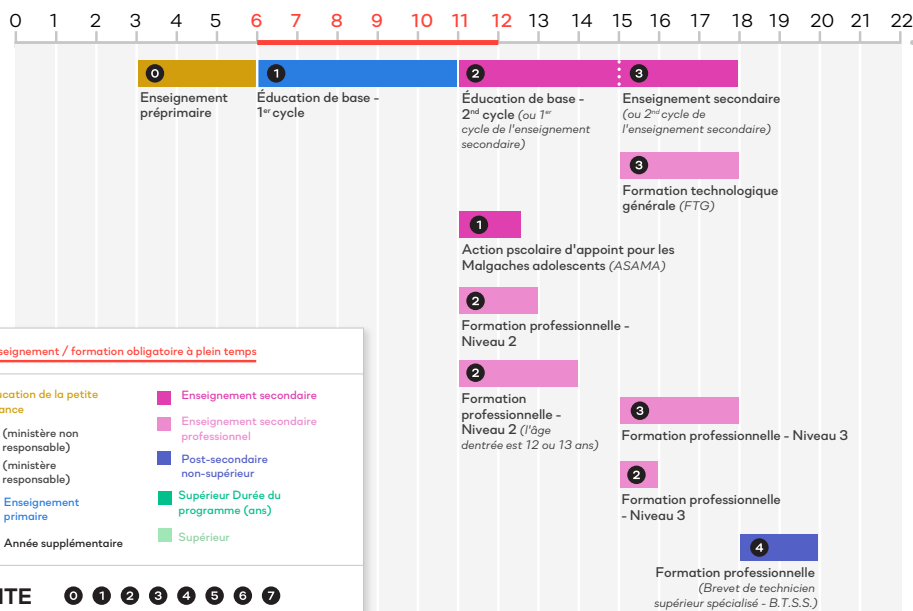 0 1 2 3 4 5 6 7 8 9 10 11 12 13 14 15 16 17 18 19 20 21 22
0 1 2 3
Enseignement
préprimaire
Éducation de base -
1er cycle
Éducation de base -
2nd cycle (ou 1er
cycle de l'enseignement
secondaire)
Enseignement secondaire
(ou 2nd cycle de
l'enseignement secondaire)
3
Formation technologique
générale (FTG)
1
Action pscolaire d'appoint pour les
Malgaches adolescents (ASAMA)
2
Formation professionnelle -
Niveau 2
2
Formation
professionnelle -
Niveau 2 (l'âge
dentrée est 12 ou 13 ans)
3
Formation professionnelle - Niveau 3
2
Formation professionnelle
- Niveau 3
4
Formation professionnelle
(Brevet de technicien
supérieur spécialisé - B.T.S.S.)
seignement / formation obligatoire à plein temps
ucation de la petite
ance
(ministère non
responsable)
(ministère
responsable)
Enseignement
primaire
Année supplémentaire
Enseignement secondaire
Enseignement secondaire
professionnel
Post-secondaire
non-supérieur
Supérieur Durée du
programme (ans)
Supérieur
ITE 0 1 2 3 4 5 6 7